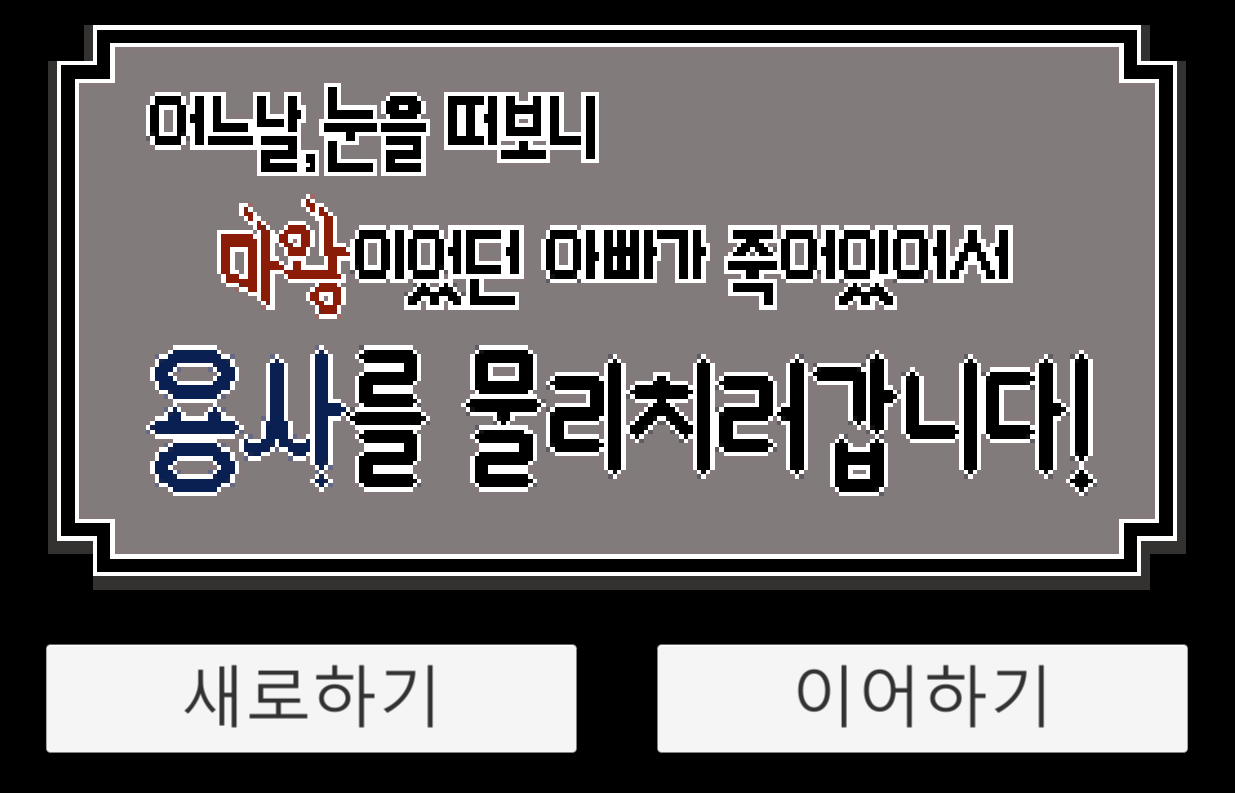 어느날,눈을 떠보니
마왕이었던 아빠가 죽어있어서
용사를 물리치러갑니다!
새로하기
이어하기